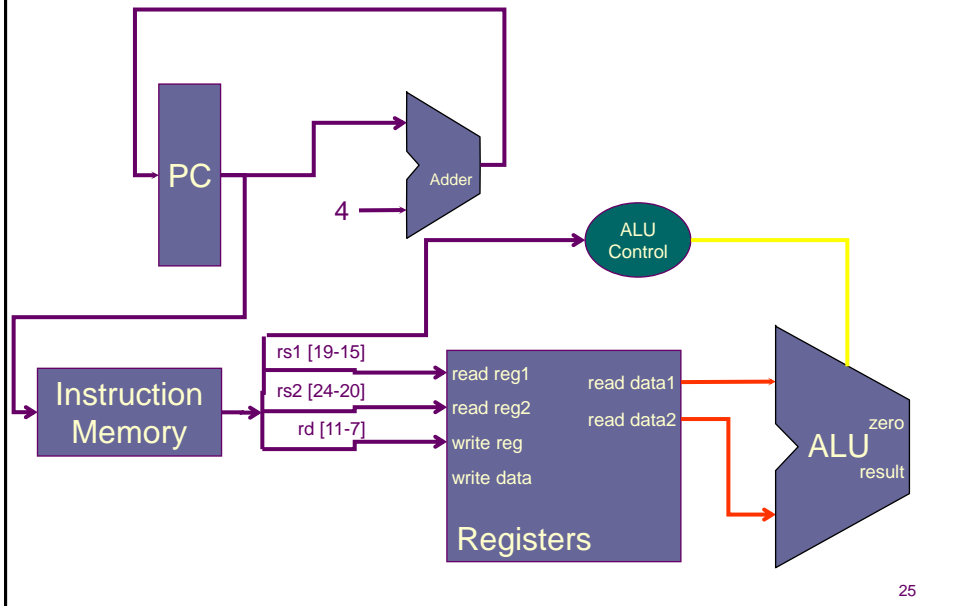 PC
Adder
4
ALU
Control
rs1 [19-15]
Instruction
Memory
rs2 [24-20]
rd [11-7]
read reg1
read reg2
write reg
write data
read data1
read data2
Registers
zero
ALU
result
25